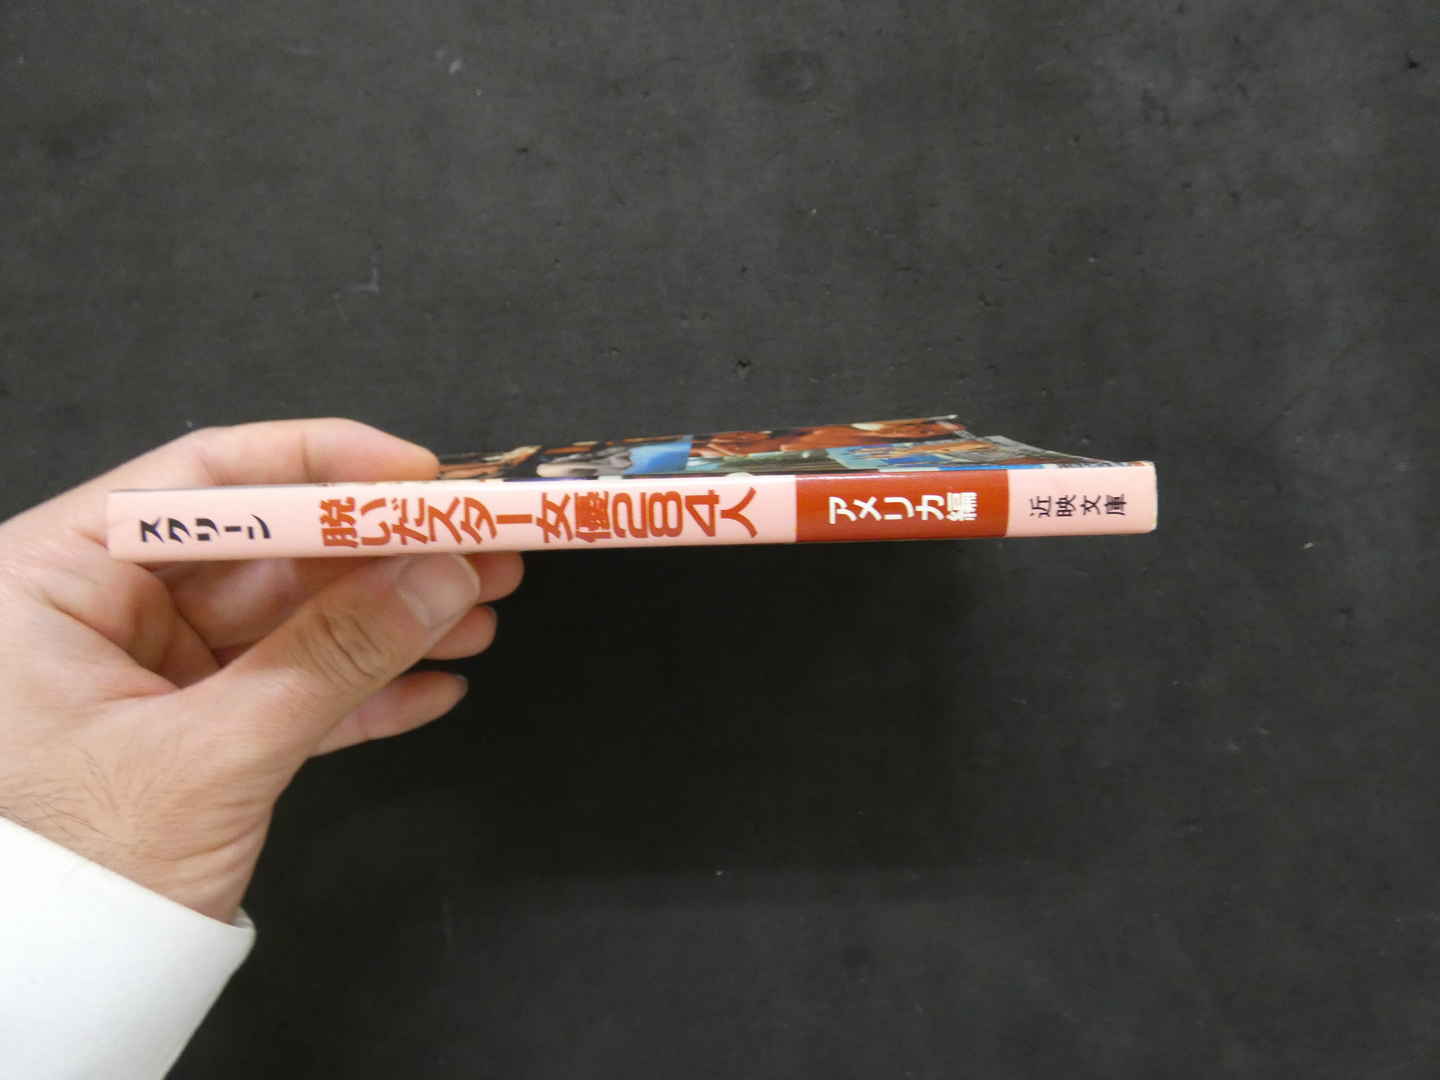 スクリーン
脱いだスター女優284人
アメリカ編
近映文庫